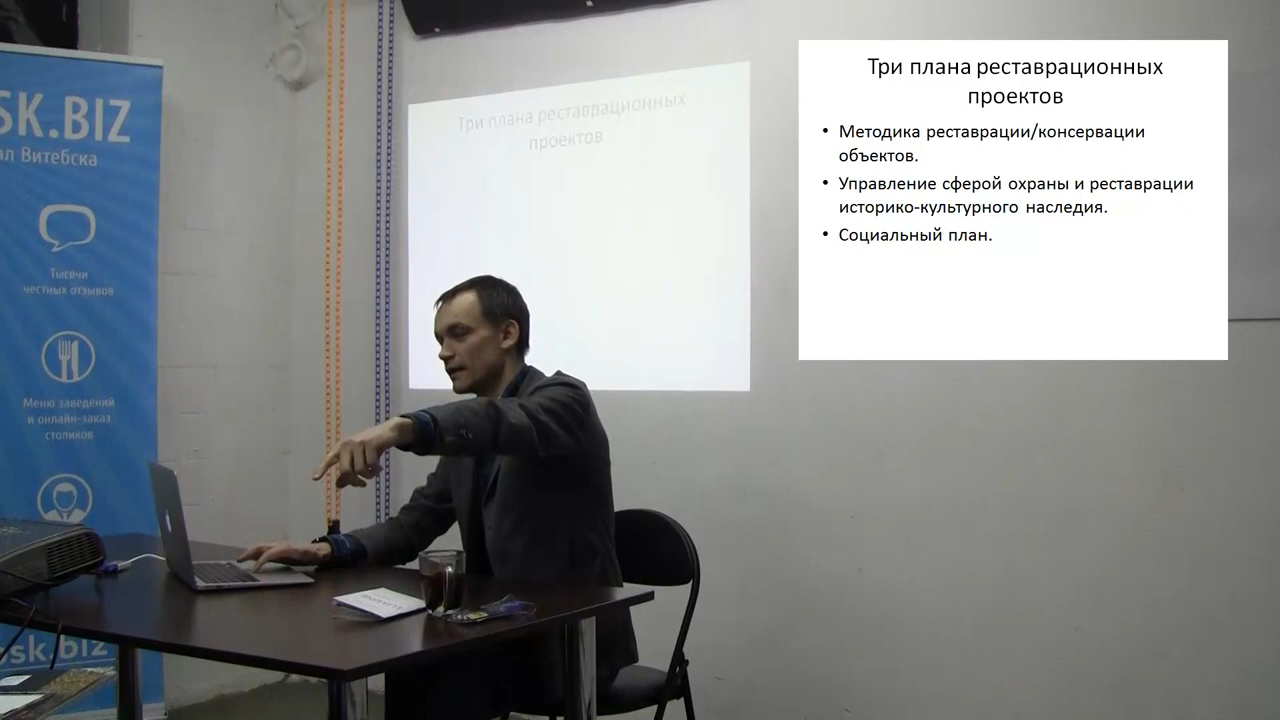 SK.BIZ
ал Витебска
Тысячи
честных отзывов
Меню заведений
и онлайн-заказ
столиков
sk.biz
Три плана реставрационных
проектов
Три плана реставрационных
проектов
• Методика реставрации/консервации
объектов.
• Управление сферой охраны и реставрации
историко-культурного наследия.
• Социальный план.